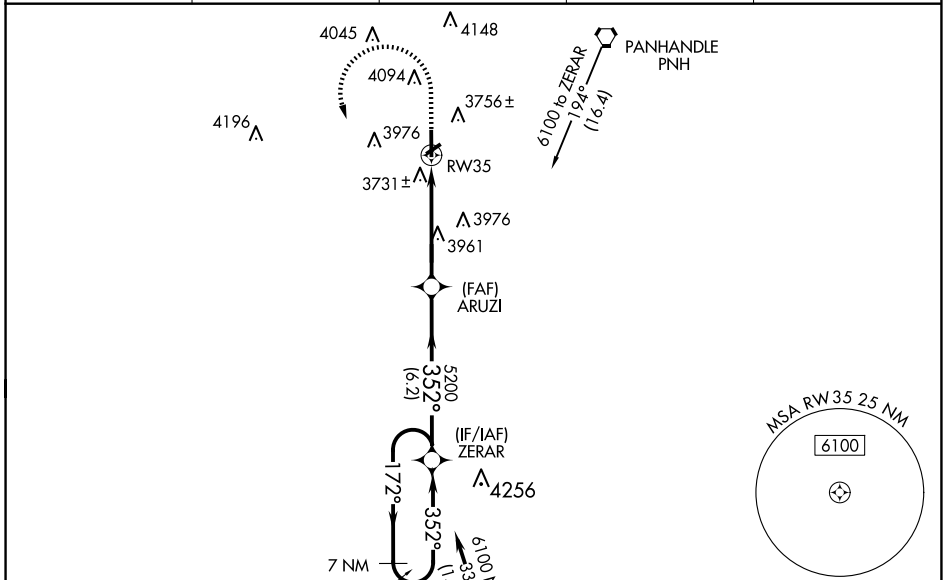 4148
4045
PANHANDLE
PNH
4094
6100 to ZERAR
194°
(16.4)
3756±
4196
3976
RW35
3731±
3976
3961
(FAF)
ARUZI
5200
352°
(6.2)
MSA RW35 25 NM
6100
(IF/IAF)
ZERAR
4256
172°
352°
7 NM
6100